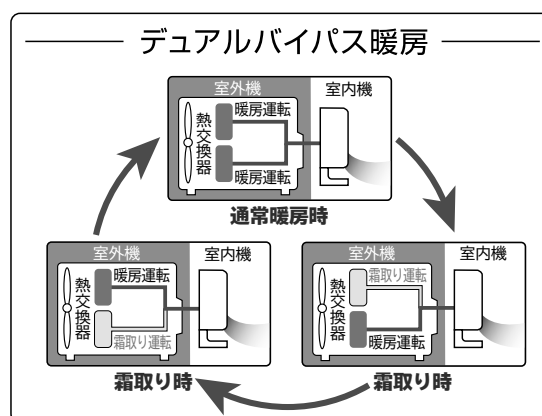 デュアルバイパス暖房
室外機
室内機
暖房運転
熱交換器
暖房運転
通常暖房時
室外機
室内機
暖房運転
熱交換器
霜取り運転
霜取り時
室外機
室内機
霜取り運転
熱交換器
暖房運転
霜取り時